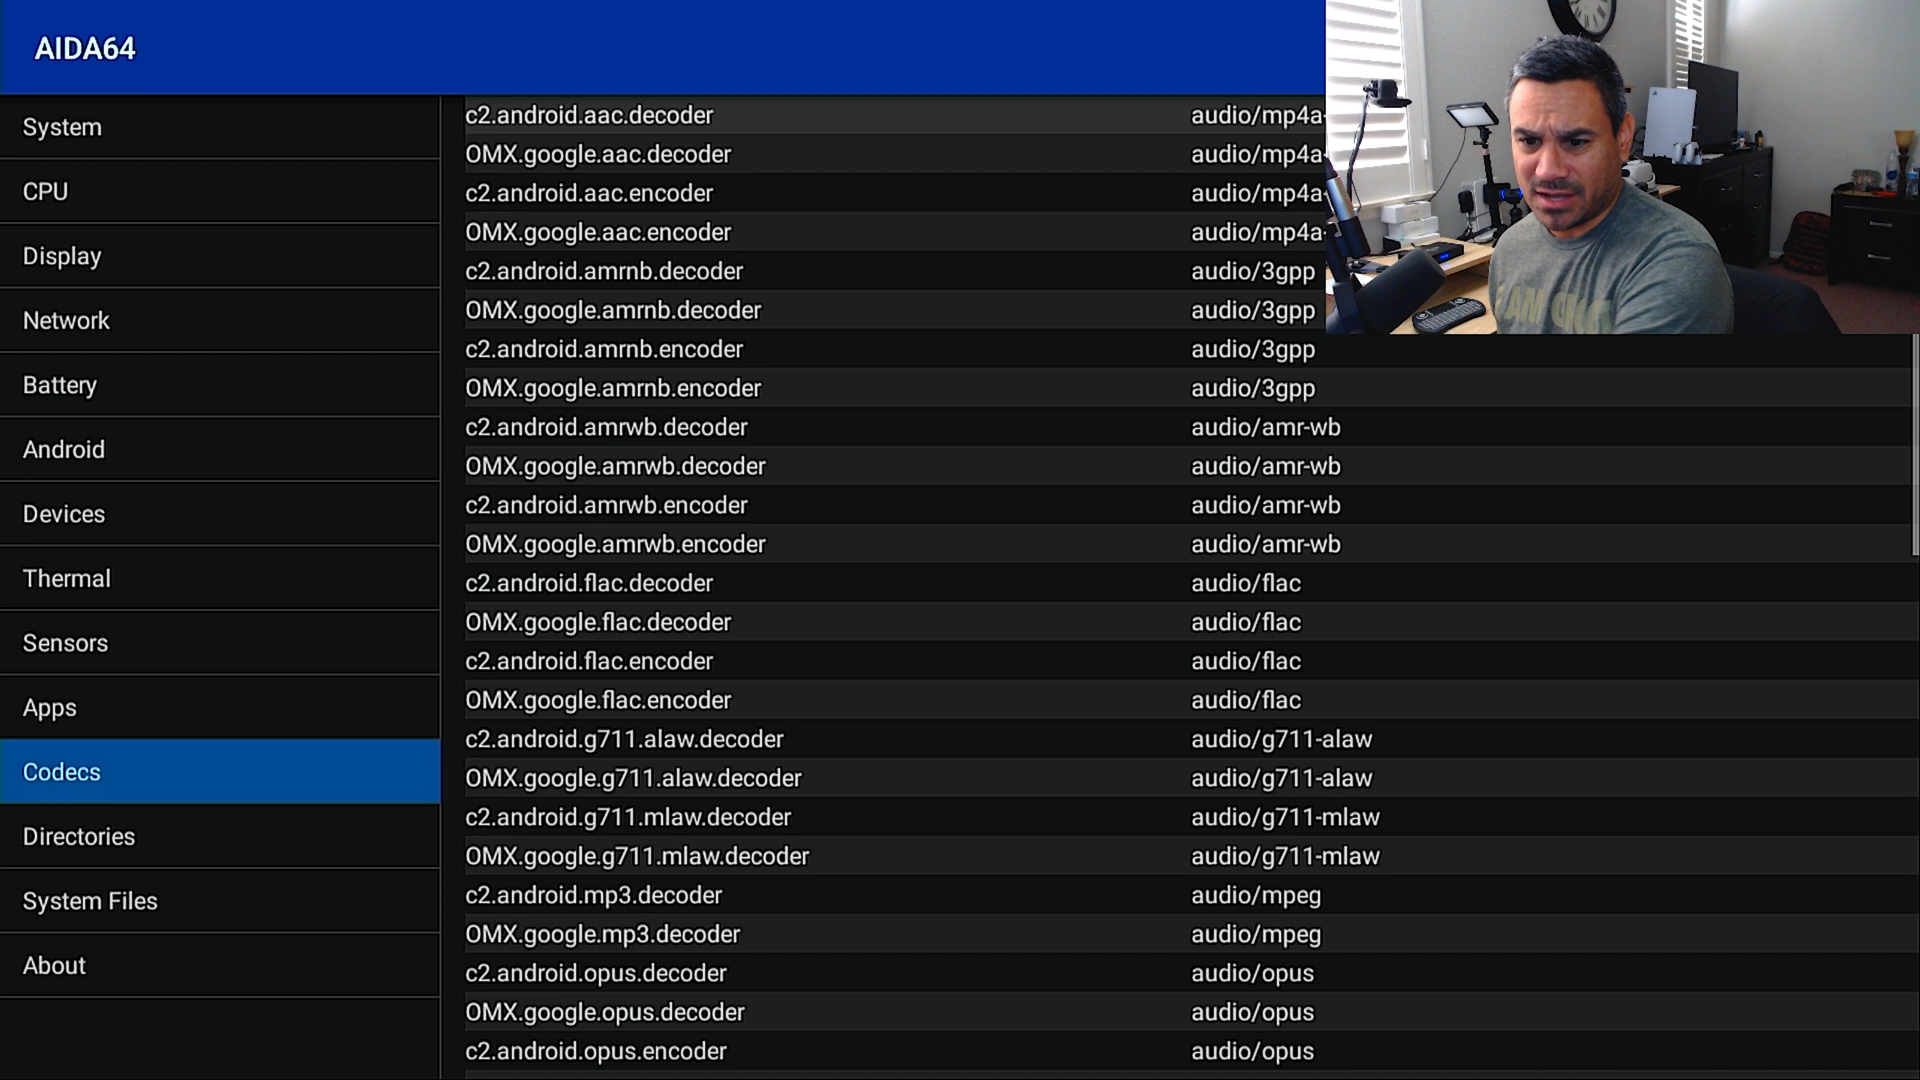 AIDA64
System
CPU
Display
Network
Battery
Android
Devices
Thermal
Sensors
Apps
Codecs
Directories
System Files
About
c2.android.aac.decoder audio/mp4a-
OMX.google.aac.decoder audio/mp4a-
c2.android.aac.encoder audio/mp4a-
OMX.google.aac.encoder audio/mp4a-
c2.android.amrnb.decoder audio/3gpp
OMX.google.amrnb.decoder audio/3gpp
c2.android.amrnb.encoder audio/3gpp
OMX.google.amrnb.encoder audio/3gpp
c2.android.amrwb.decoder audio/amr-wb
OMX.google.amrwb.decoder audio/amr-wb
c2.android.amrwb.encoder audio/amr-wb
OMX.google.amrwb.encoder audio/amr-wb
c2.android.flac.decoder audio/flac
OMX.google.flac.decoder audio/flac
c2.android.flac.encoder audio/flac
OMX.google.flac.encoder audio/flac
c2.android.g711.alaw.decoder audio/g711-alaw
OMX.google.g711.alaw.decoder audio/g711-alaw
c2.android.g711.mlaw.decoder audio/g711-mlaw
OMX.google.g711.mlaw.decoder audio/g711-mlaw
c2.android.mp3.decoder audio/mpeg
OMX.google.mp3.decoder audio/mpeg
c2.android.opus.decoder audio/opus
OMX.google.opus.decoder audio/opus
c2.android.opus.encoder audio/opus